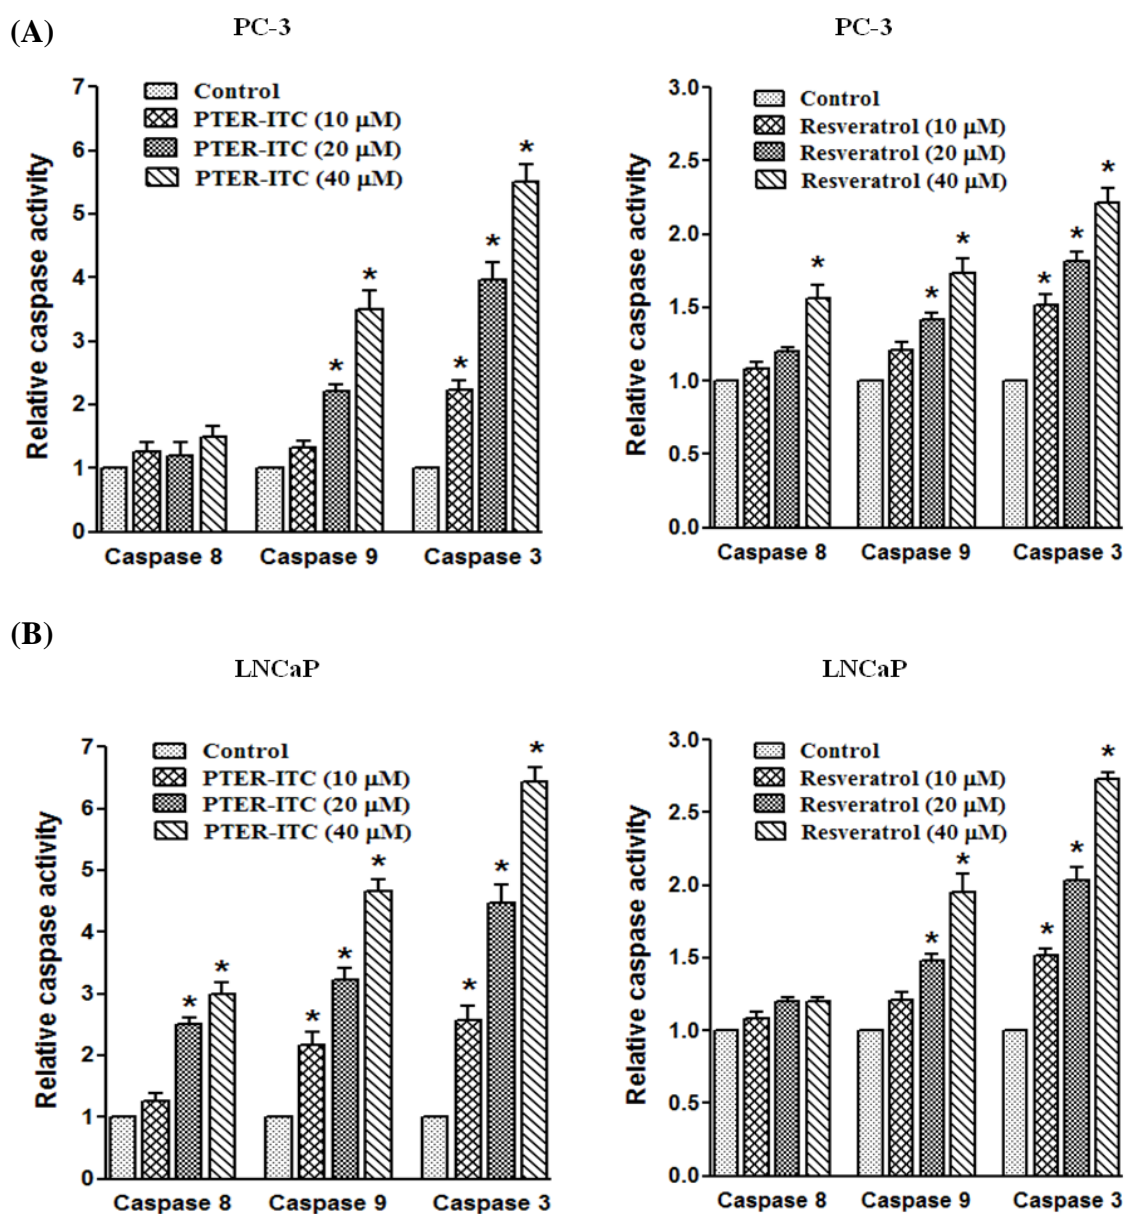 (A)
PC-3
7
6
5
4
3
2
1
0
Relative caspase activity
Control
PTER-ITC (10 µM)
PTER-ITC (20 µM)
PTER-ITC (40 µM)
* * * * *
Caspase 8 Caspase 9 Caspase 3
PC-3
3.0
2.5
2.0
1.5
1.0
0.5
0.0
Relative caspase activity
Control
Resveratrol (10 µM)
Resveratrol (20 µM)
Resveratrol (40 µM)
* * * * * *
Caspase 8 Caspase 9 Caspase 3
(B)
LNCaP
7
6
5
4
3
2
1
0
Relative caspase activity
Control
PTER-ITC (10 µM)
PTER-ITC (20 µM)
PTER-ITC (40 µM)
* * * * * * * *
Caspase 8 Caspase 9 Caspase 3
LNCaP
3.0
2.5
2.0
1.5
1.0
0.5
0.0
Relative caspase activity
Control
Resveratrol (10 µM)
Resveratrol (20 µM)
Resveratrol (40 µM)
* * * * *
Caspase 8 Caspase 9 Caspase 3